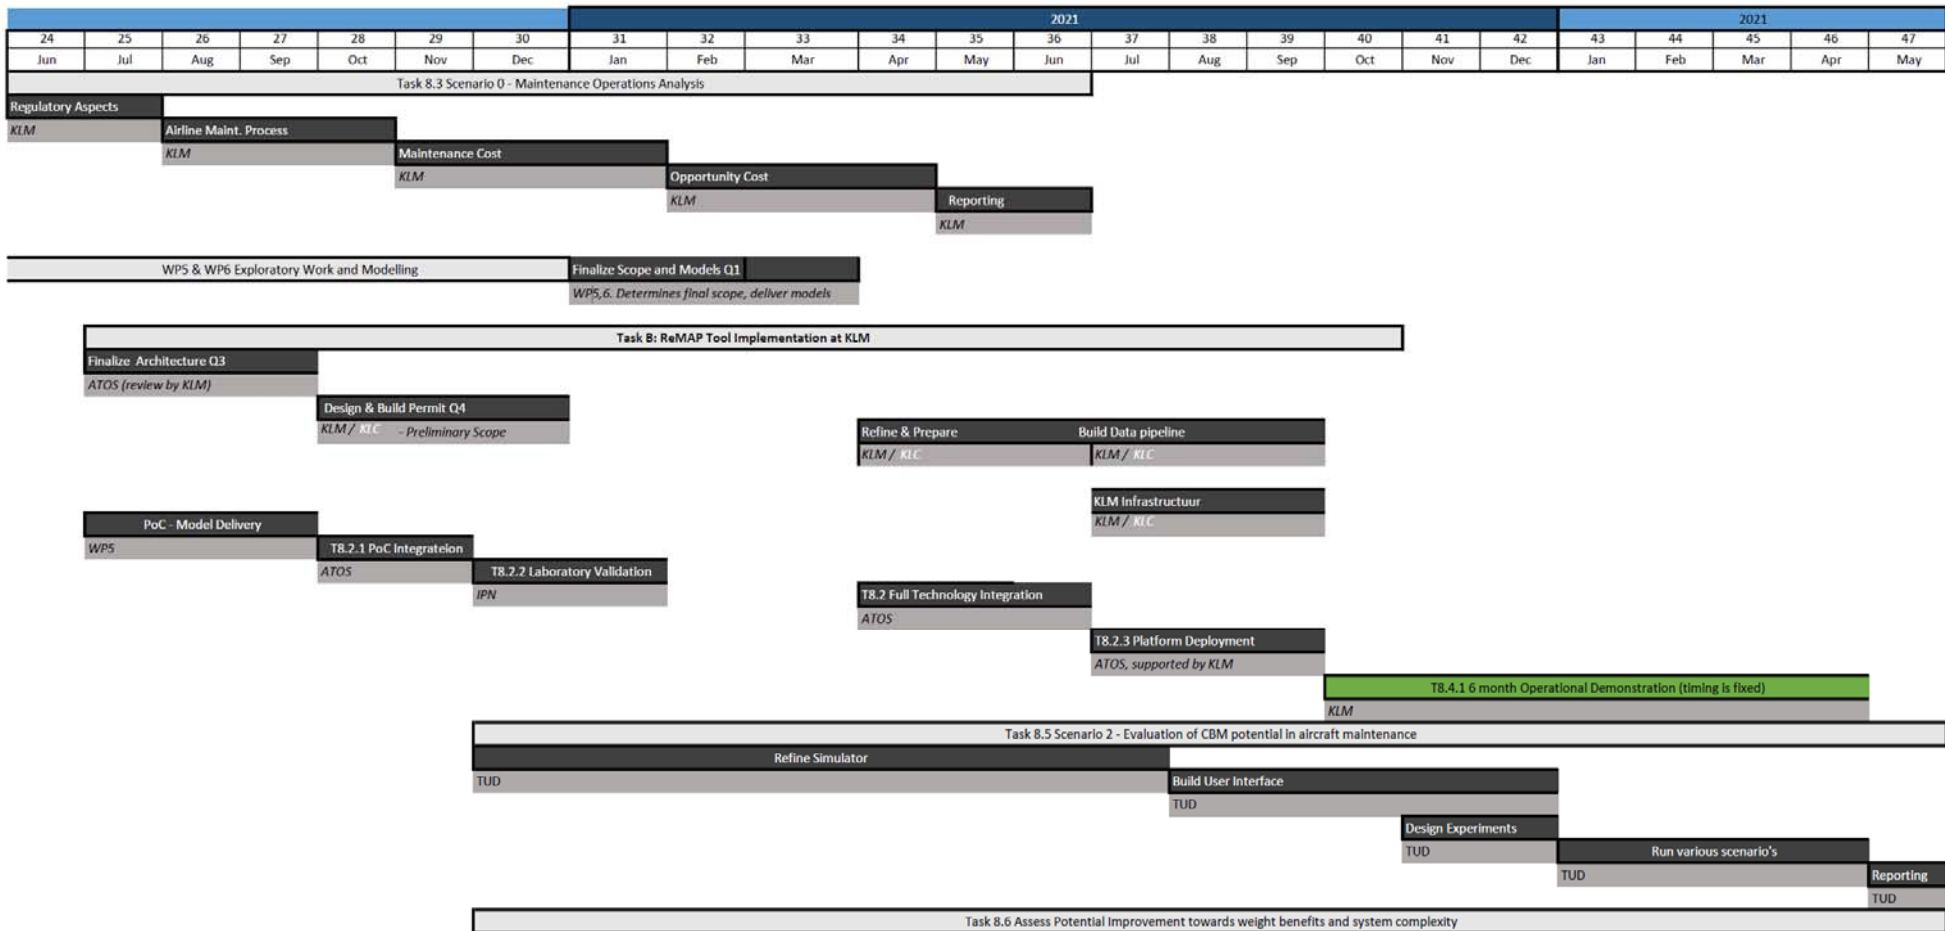 2021 2021
24 25 26 27 28 29 30 31 32 33 34 35 36 37 38 39 40 41 42 43 44 45 46 47
Jun Jul Aug Sep Oct Nov Dec Jan Feb Mar Apr May Jun Jul Aug Sep Oct Nov Dec Jan Feb Mar Apr May
Task 8.3 Scenario 0 - Maintenance Operations Analysis
Regulatory Aspects
KLM Airline Maint. Process
KLM Maintenance Cost
KLM Opportunity Cost
KLM Reporting
KLM
WP5 & WP6 Exploratory Work and Modelling Finalize Scope and Models Q1
WP5,6. Determines final scope, deliver models
Task B: ReMAP Tool Implementation at KLM
Finalize Architecture Q3
ATOS (review by KLM)
Design & Build Permit Q4
KLM / KLC - Preliminary Scope
Refine & Prepare Build Data pipeline
KLM / KLC KLM / KLC
KLM Infrastructuur
KLM / KLC
PoC - Model Delivery
WP5 T8.2.1 PoC Integrateion
ATOS T8.2.2 Laboratory Validation
IPN T8.2 Full Technology Integration
ATOS
T8.2.3 Platform Deployment
ATOS, supported by KLM
T8.4.1 6 month Operational Demonstration (timing is fixed)
KLM
Task 8.5 Scenario 2 - Evaluation of CBM potential in aircraft maintenance
Refine Simulator
TUD Build User Interface
TUD
Design Experiments
TUD Run various scenario's
TUD Reporting
TUD
Task 8.6 Assess Potential Improvement towards weight benefits and system complexity